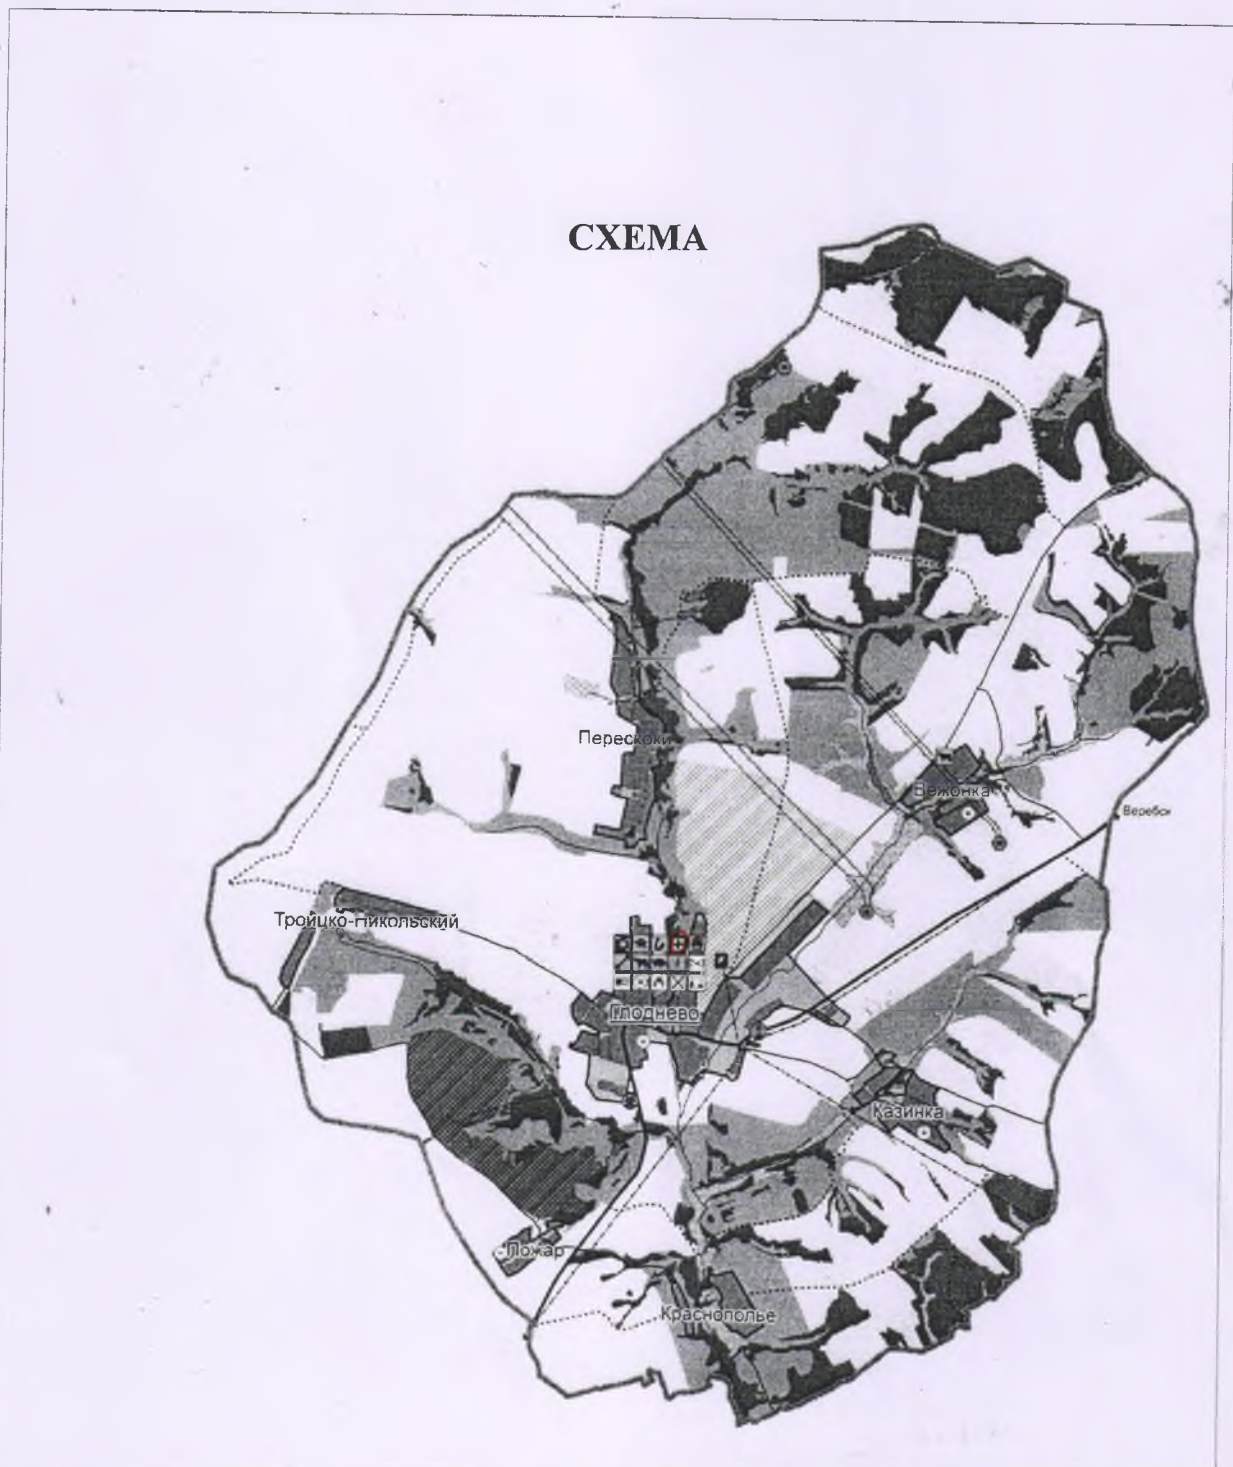 СХЕМА
Перескоки
Вежонка
Веребск
Троицко-Никольский
Глоднево
Казинка
Пожар
Краснополье